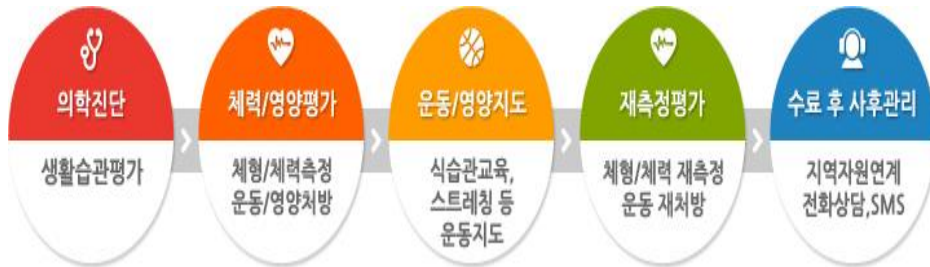 의학진단
생활습관평가
체력/영양평가
체형/체력측정
운동/영양처방
운동/영양지도
식습관교육,
스트레칭 등
운동지도
재측정평가
체형/체력 재측정
운동 재처방
수료 후 사후관리
지역자원연계
전화상담,SMS